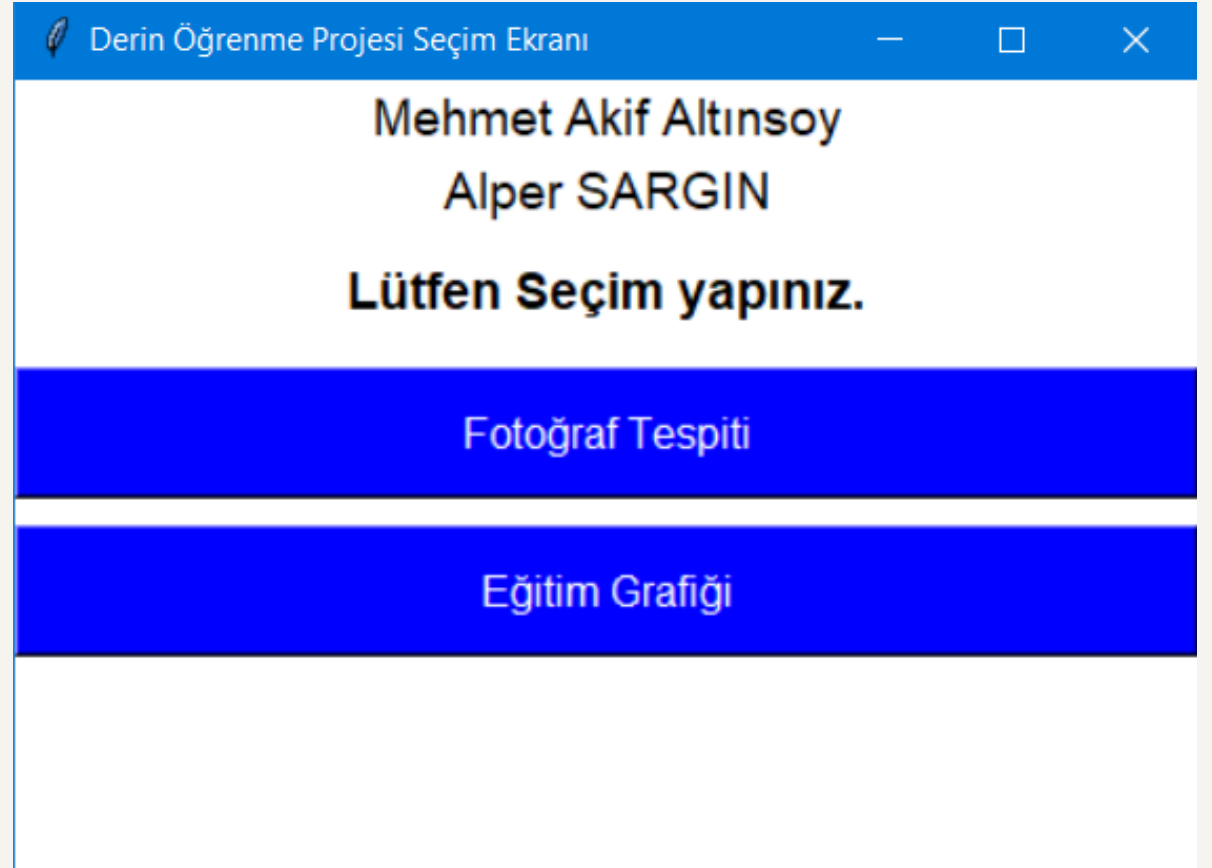 Derin Öğrenme Projesi Seçim Ekranı
Mehmet Akif Altınsoy
Alper SARGIN
Lütfen Seçim yapınız.
Fotoğraf Tespiti
Eğitim Grafiği